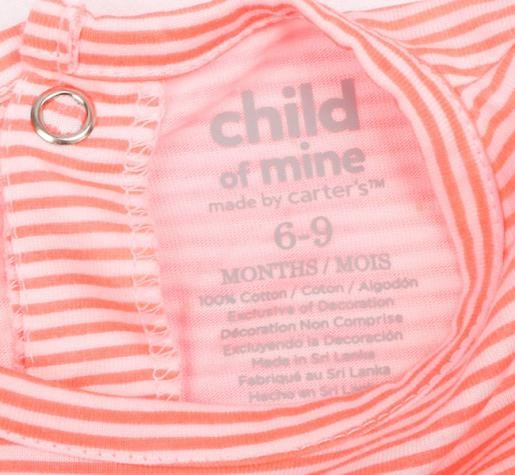 child
of mine
made by carter's™
6-9
MONTHS / MOIS
100% Cotton / Coton / Algodón
Exclusive of Decoration
Décoration Non Comprise
Excluyendo la Decoración
Made in Sri Lanka
Fabriqué au Sri Lanka
Hecho en Sri Lanka